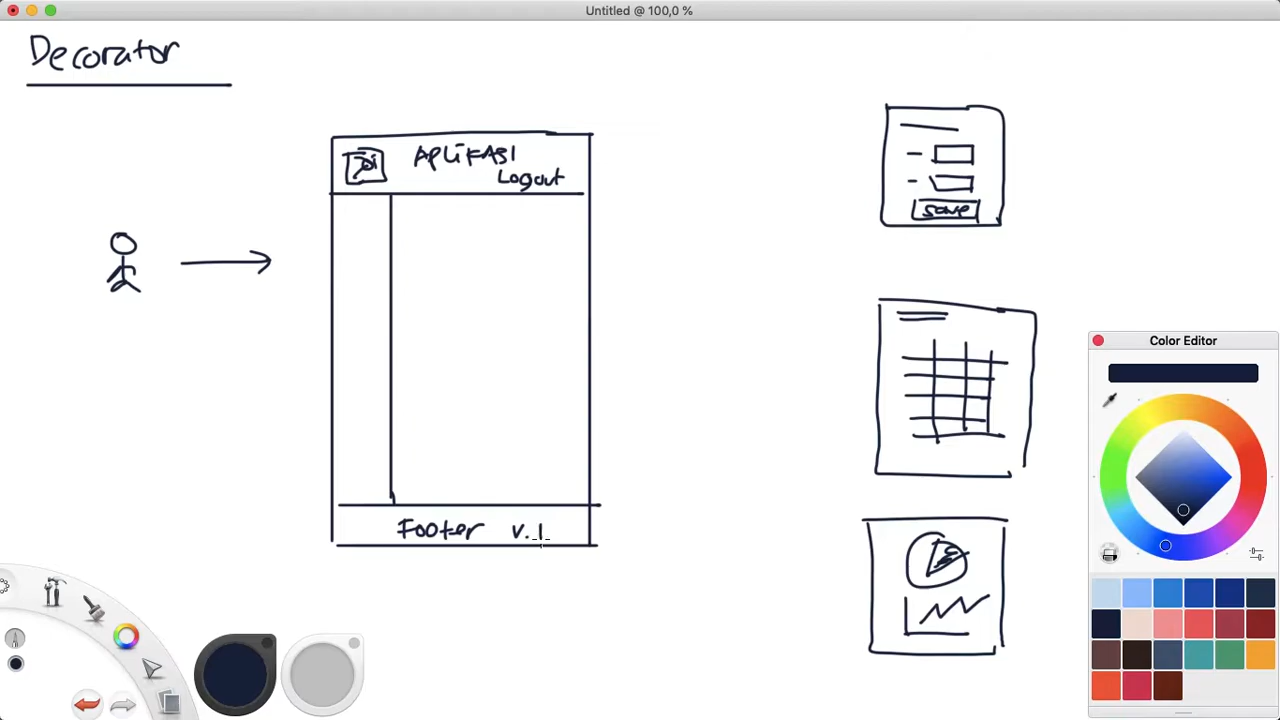 Untitled @ 100,0 %
Decorator
APLIKASI
Logout
save
Color Editor
Footer v.1